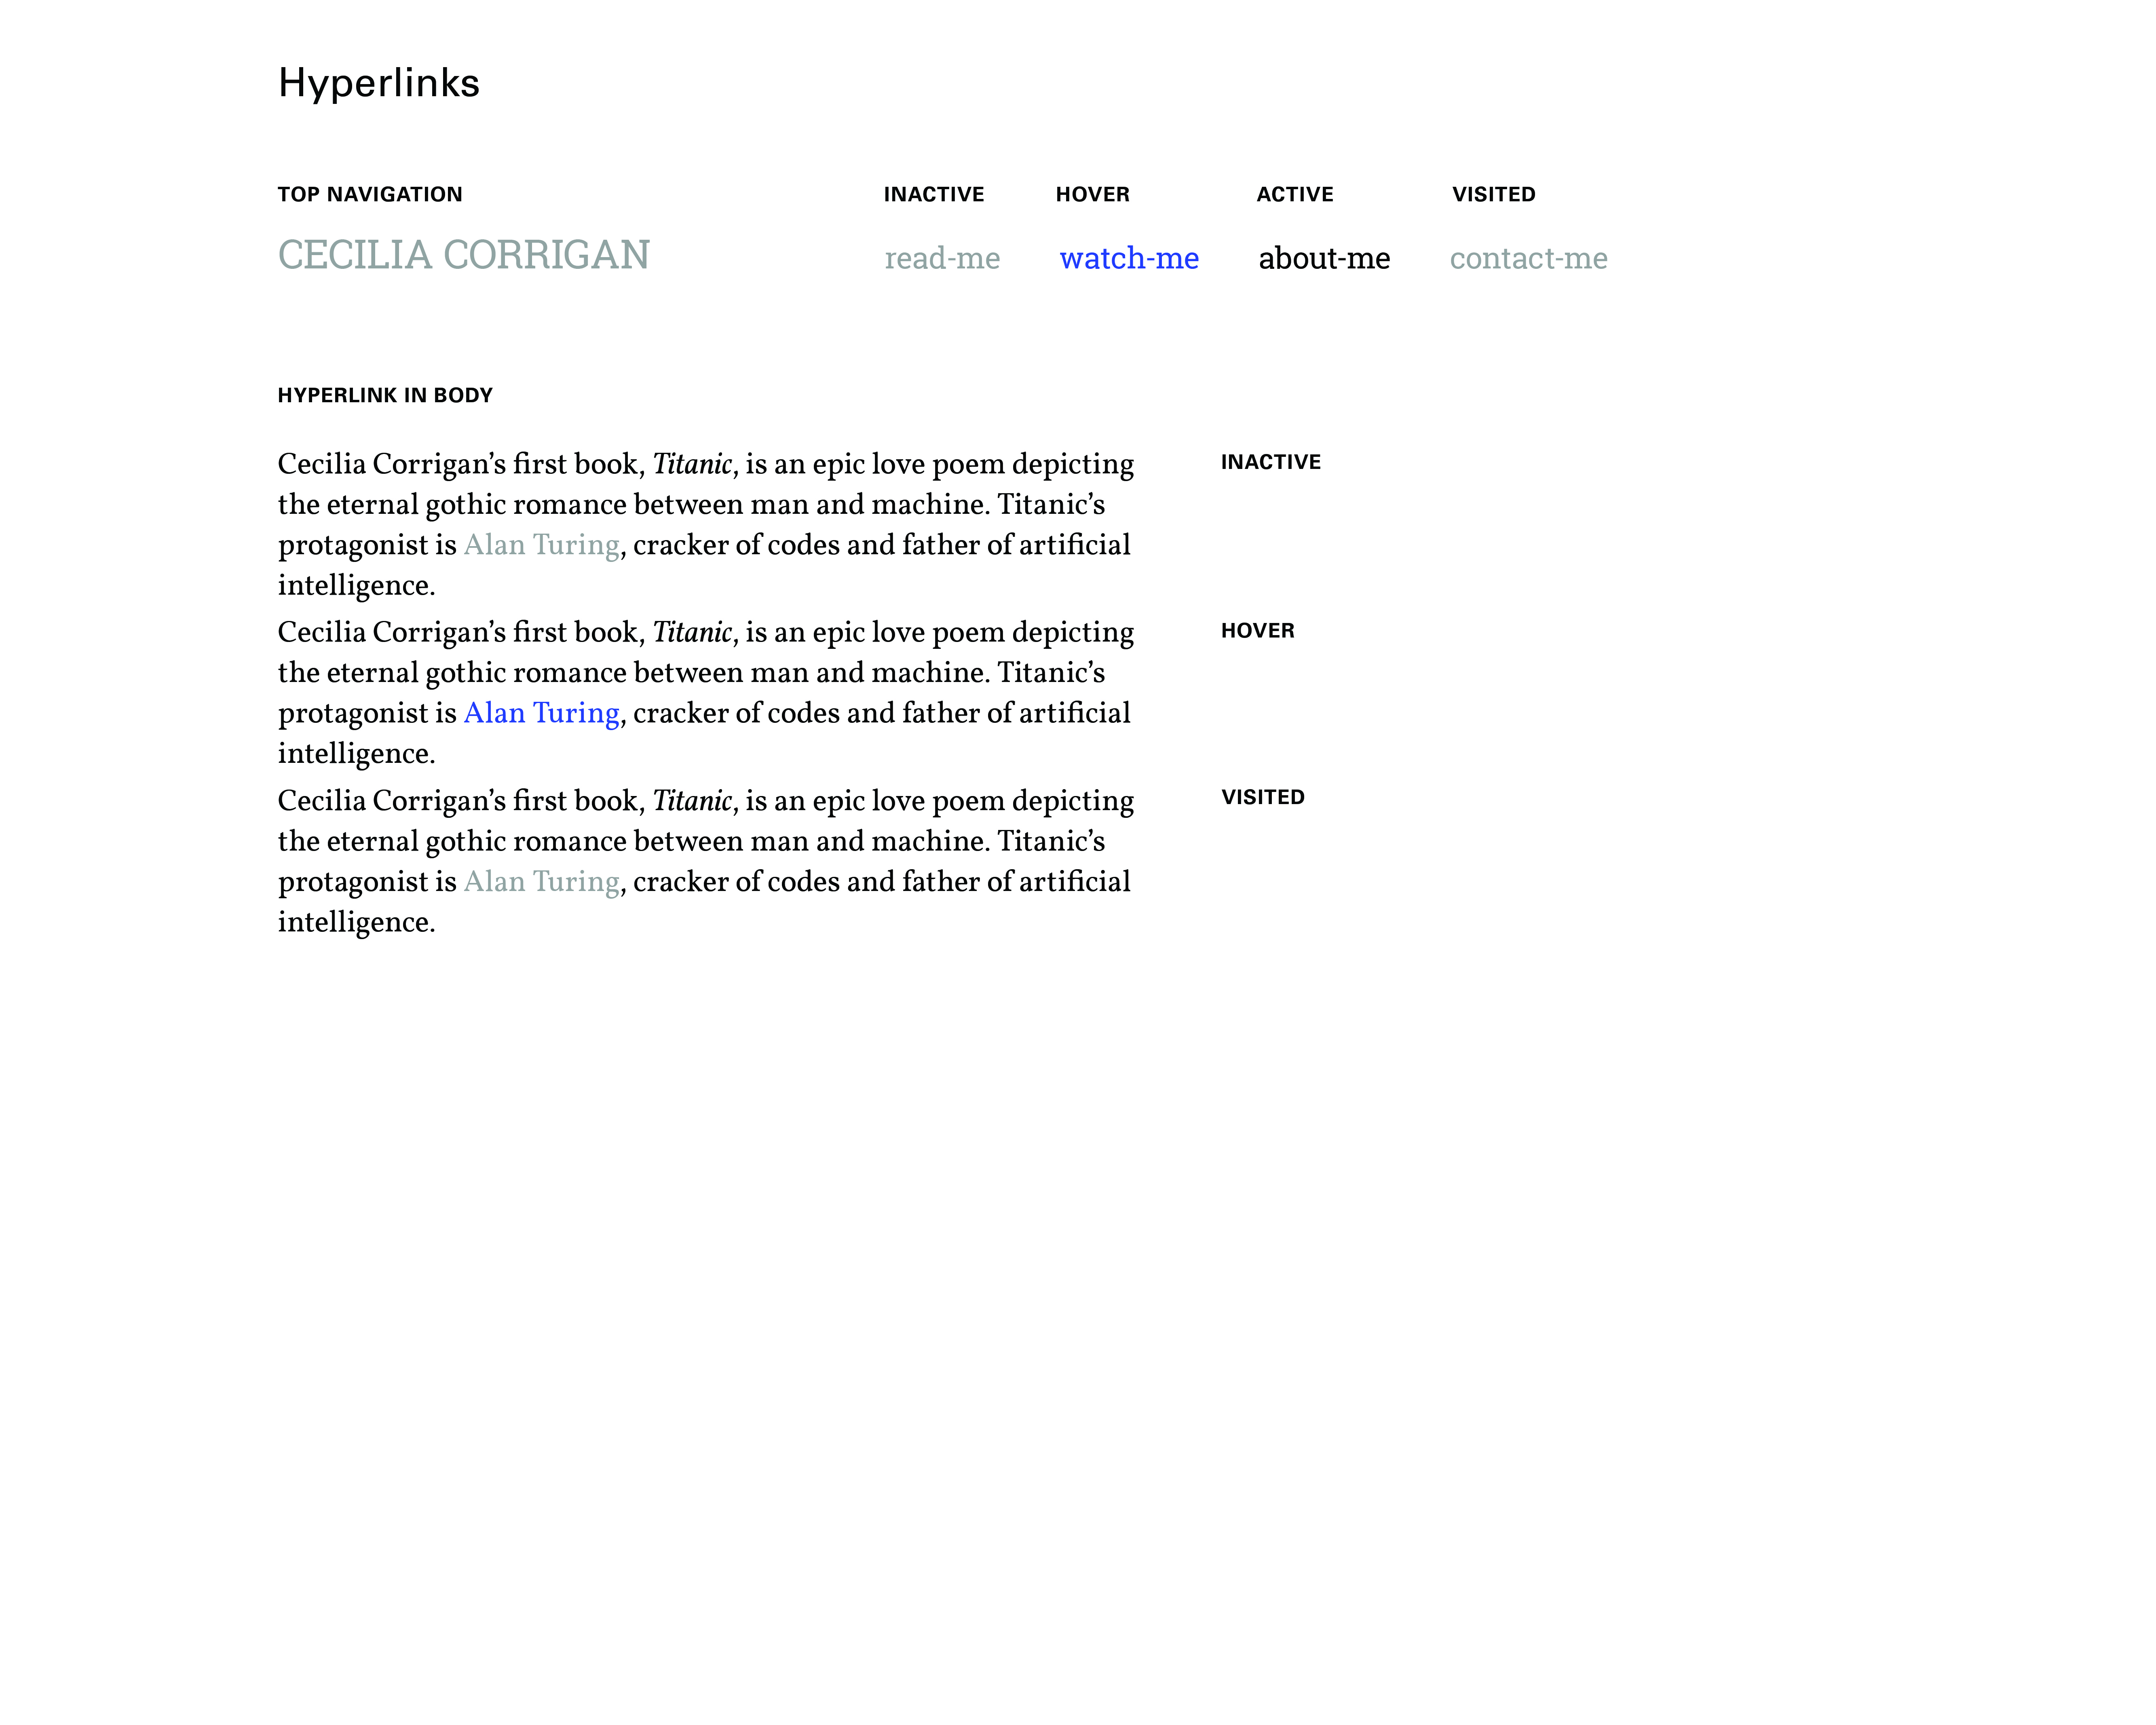 Hyperlinks
TOP NAVIGATION INACTIVE HOVER ACTIVE VISITED
CECILIA CORRIGAN read-me watch-me about-me contact-me
HYPERLINK IN BODY
Cecilia Corrigan’s first book, Titanic, is an epic love poem depicting INACTIVE
the eternal gothic romance between man and machine. Titanic’s
protagonist is Alan Turing, cracker of codes and father of artificial
intelligence.
Cecilia Corrigan’s first book, Titanic, is an epic love poem depicting HOVER
the eternal gothic romance between man and machine. Titanic’s
protagonist is Alan Turing, cracker of codes and father of artificial
intelligence.
Cecilia Corrigan’s first book, Titanic, is an epic love poem depicting VISITED
the eternal gothic romance between man and machine. Titanic’s
protagonist is Alan Turing, cracker of codes and father of artificial
intelligence.